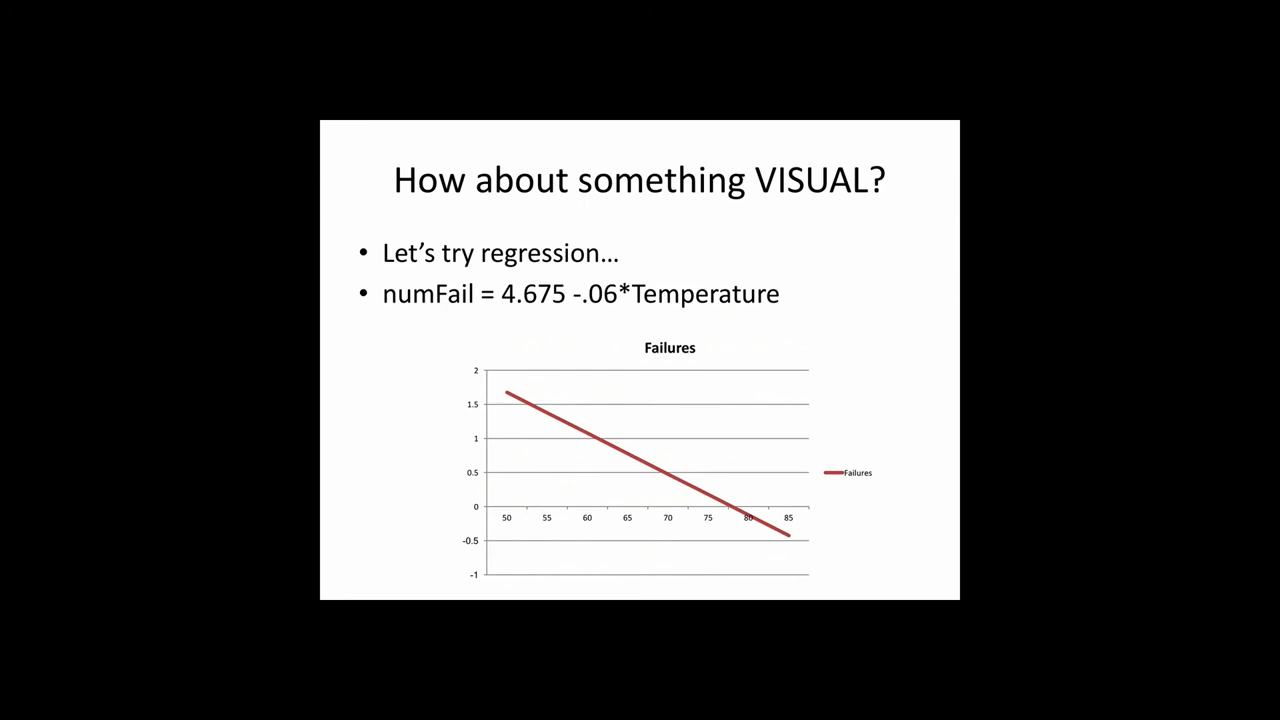 How about something VISUAL?
• Let’s try regression…
• numFail = 4.675 -.06*Temperature
Failures
2
1.5
1
0.5
0
-0.5
-1
50 55 60 65 70 75 80 85
Failures